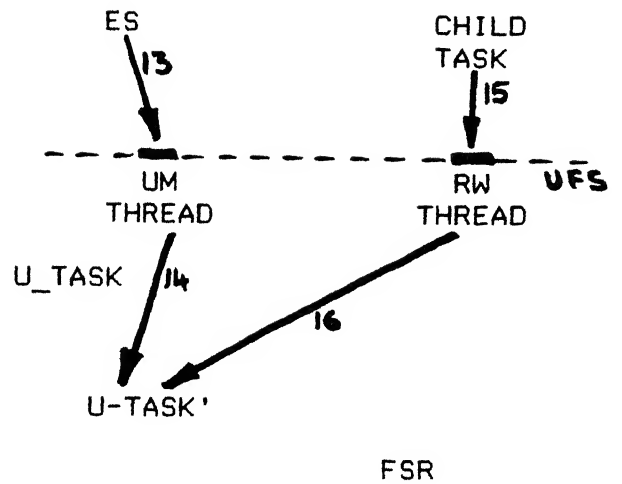 ES
CHILD
TASK
13
15
UM
THREAD
RW
THREAD
UFS
U_TASK
14
16
U-TASK'
FSR